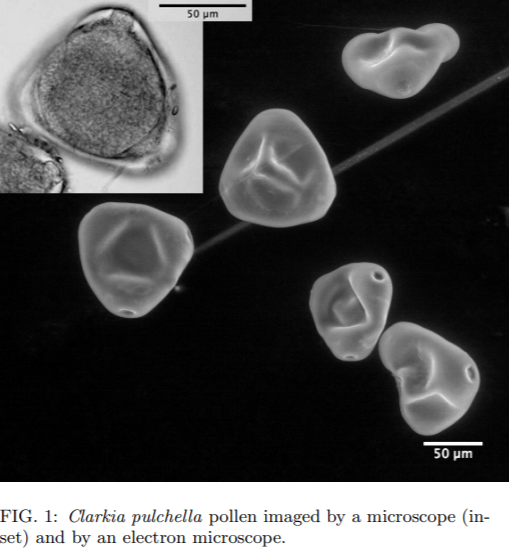 50 μm
50 μm
FIG. 1: Clarkia pulchella pollen imaged by a microscope (in-
set) and by an electron microscope.